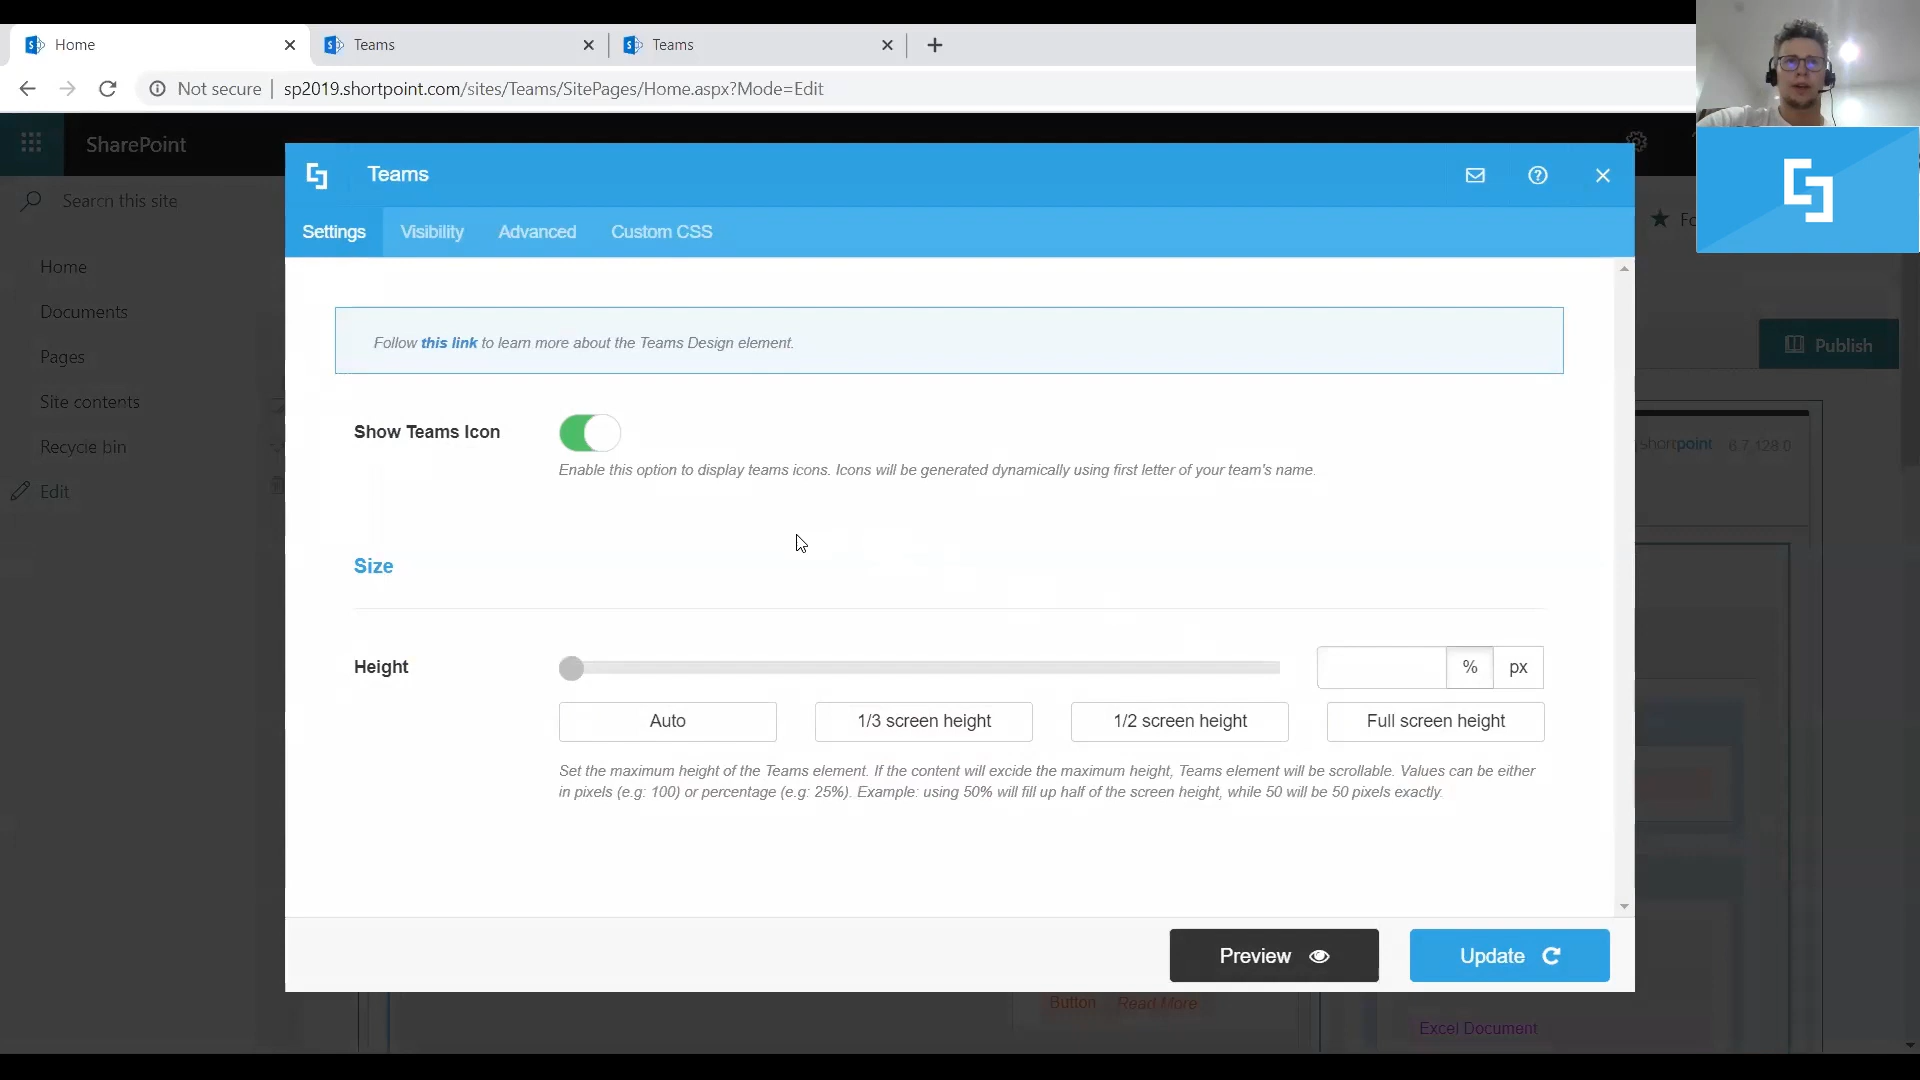 Home
Teams
Teams
Not secure
sp2019.shortpoint.com/sites/Teams/SitePages/Home.aspx?Mode=Edit
SharePoint
Teams
Search this site
Settings
Visibility
Advanced
Custom CSS
Home
Documents
Pages
Site contents
Recycle bin
Edit
Publish
shortpoint 6.7.128.0
Follow this link to learn more about the Teams Design element.
Show Teams Icon
Enable this option to display teams icons. Icons will be generated dynamically using first letter of your team's name.
Size
Height
%
px
Auto
1/3 screen height
1/2 screen height
Full screen height
Set the maximum height of the Teams element. If the content will excide the maximum height, Teams element will be scrollable. Values can be either
in pixels (e.g: 100) or percentage (e.g: 25%). Example: using 50% will fill up half of the screen height, while 50 will be 50 pixels exactly.
Preview
Update
Button
Read More
Excel Document